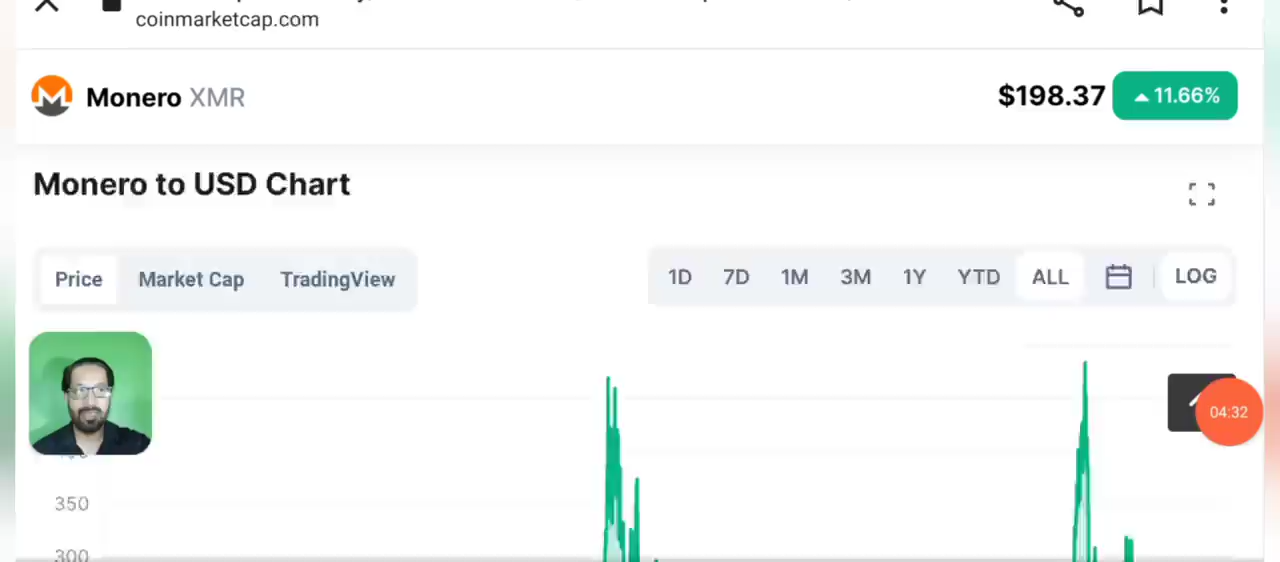 coinmarketcap.com
Monero XMR
$198.37
11.66%
Monero to USD Chart
Price Market Cap TradingView
1D 7D 1M 3M 1Y YTD ALL LOG
04:32
350
300